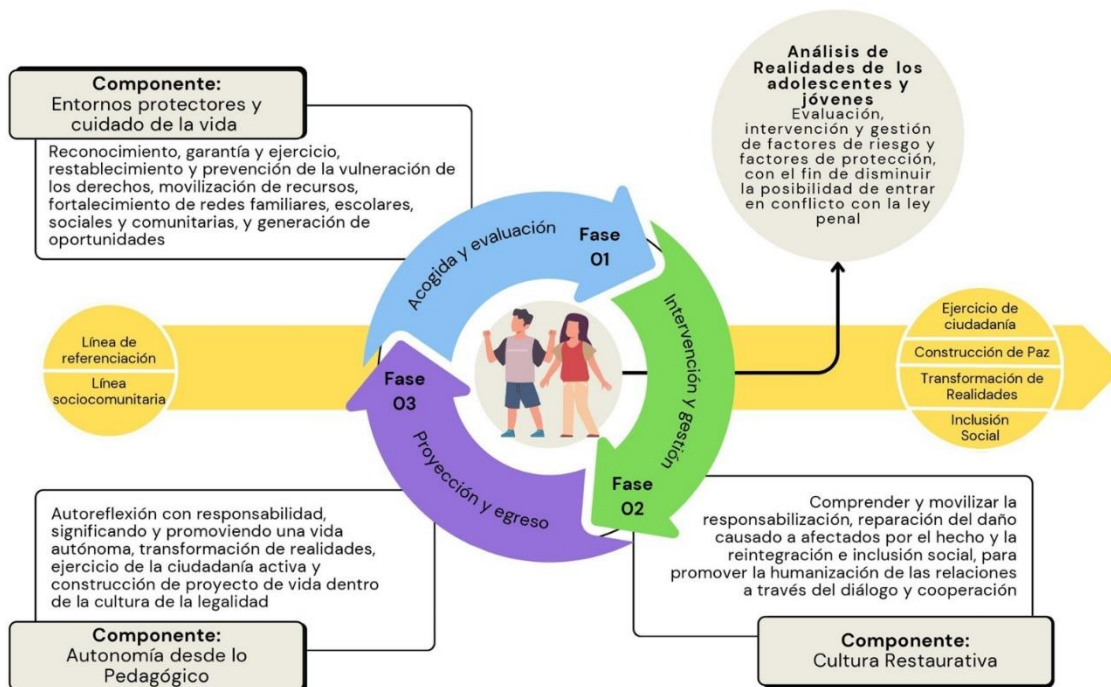 Análisis de
Realidades de los
adolescentes y
jóvenes
Evaluación,
intervención y gestión
de factores de riesgo y
factores de protección,
con el fin de disminuir
la posibilidad de entrar
en conflicto con la ley
penal
Componente:
Entornos protectores y
cuidado de la vida
Reconocimiento, garantía y ejercicio,
restablecimiento y prevención de la vulneración de
los derechos, movilización de recursos,
fortalecimiento de redes familiares, escolares,
sociales y comunitarias, y generación de
oportunidades
Acogida y evaluación
Fase
01
Intervención y gestión
Fase
02
Proyección y egreso
Fase
03
Línea de
referenciación
Línea
sociocomunitaria
Ejercicio de
ciudadanía
Construcción de Paz
Transformación de
Realidades
Inclusión
Social
Autoreflexión con responsabilidad,
significando y promoviendo una vida
autónoma, transformación de realidades,
ejercicio de la ciudadanía activa y
construcción de proyecto de vida dentro
de la cultura de la legalidad
Componente:
Autonomía desde lo
Pedagógico
Comprender y movilizar la
responsabilización, reparación del daño
causado a afectados por el hecho y la
reintegración e inclusión social, para
promover la humanización de las relaciones
a través del diálogo y cooperación
Componente:
Cultura Restaurativa